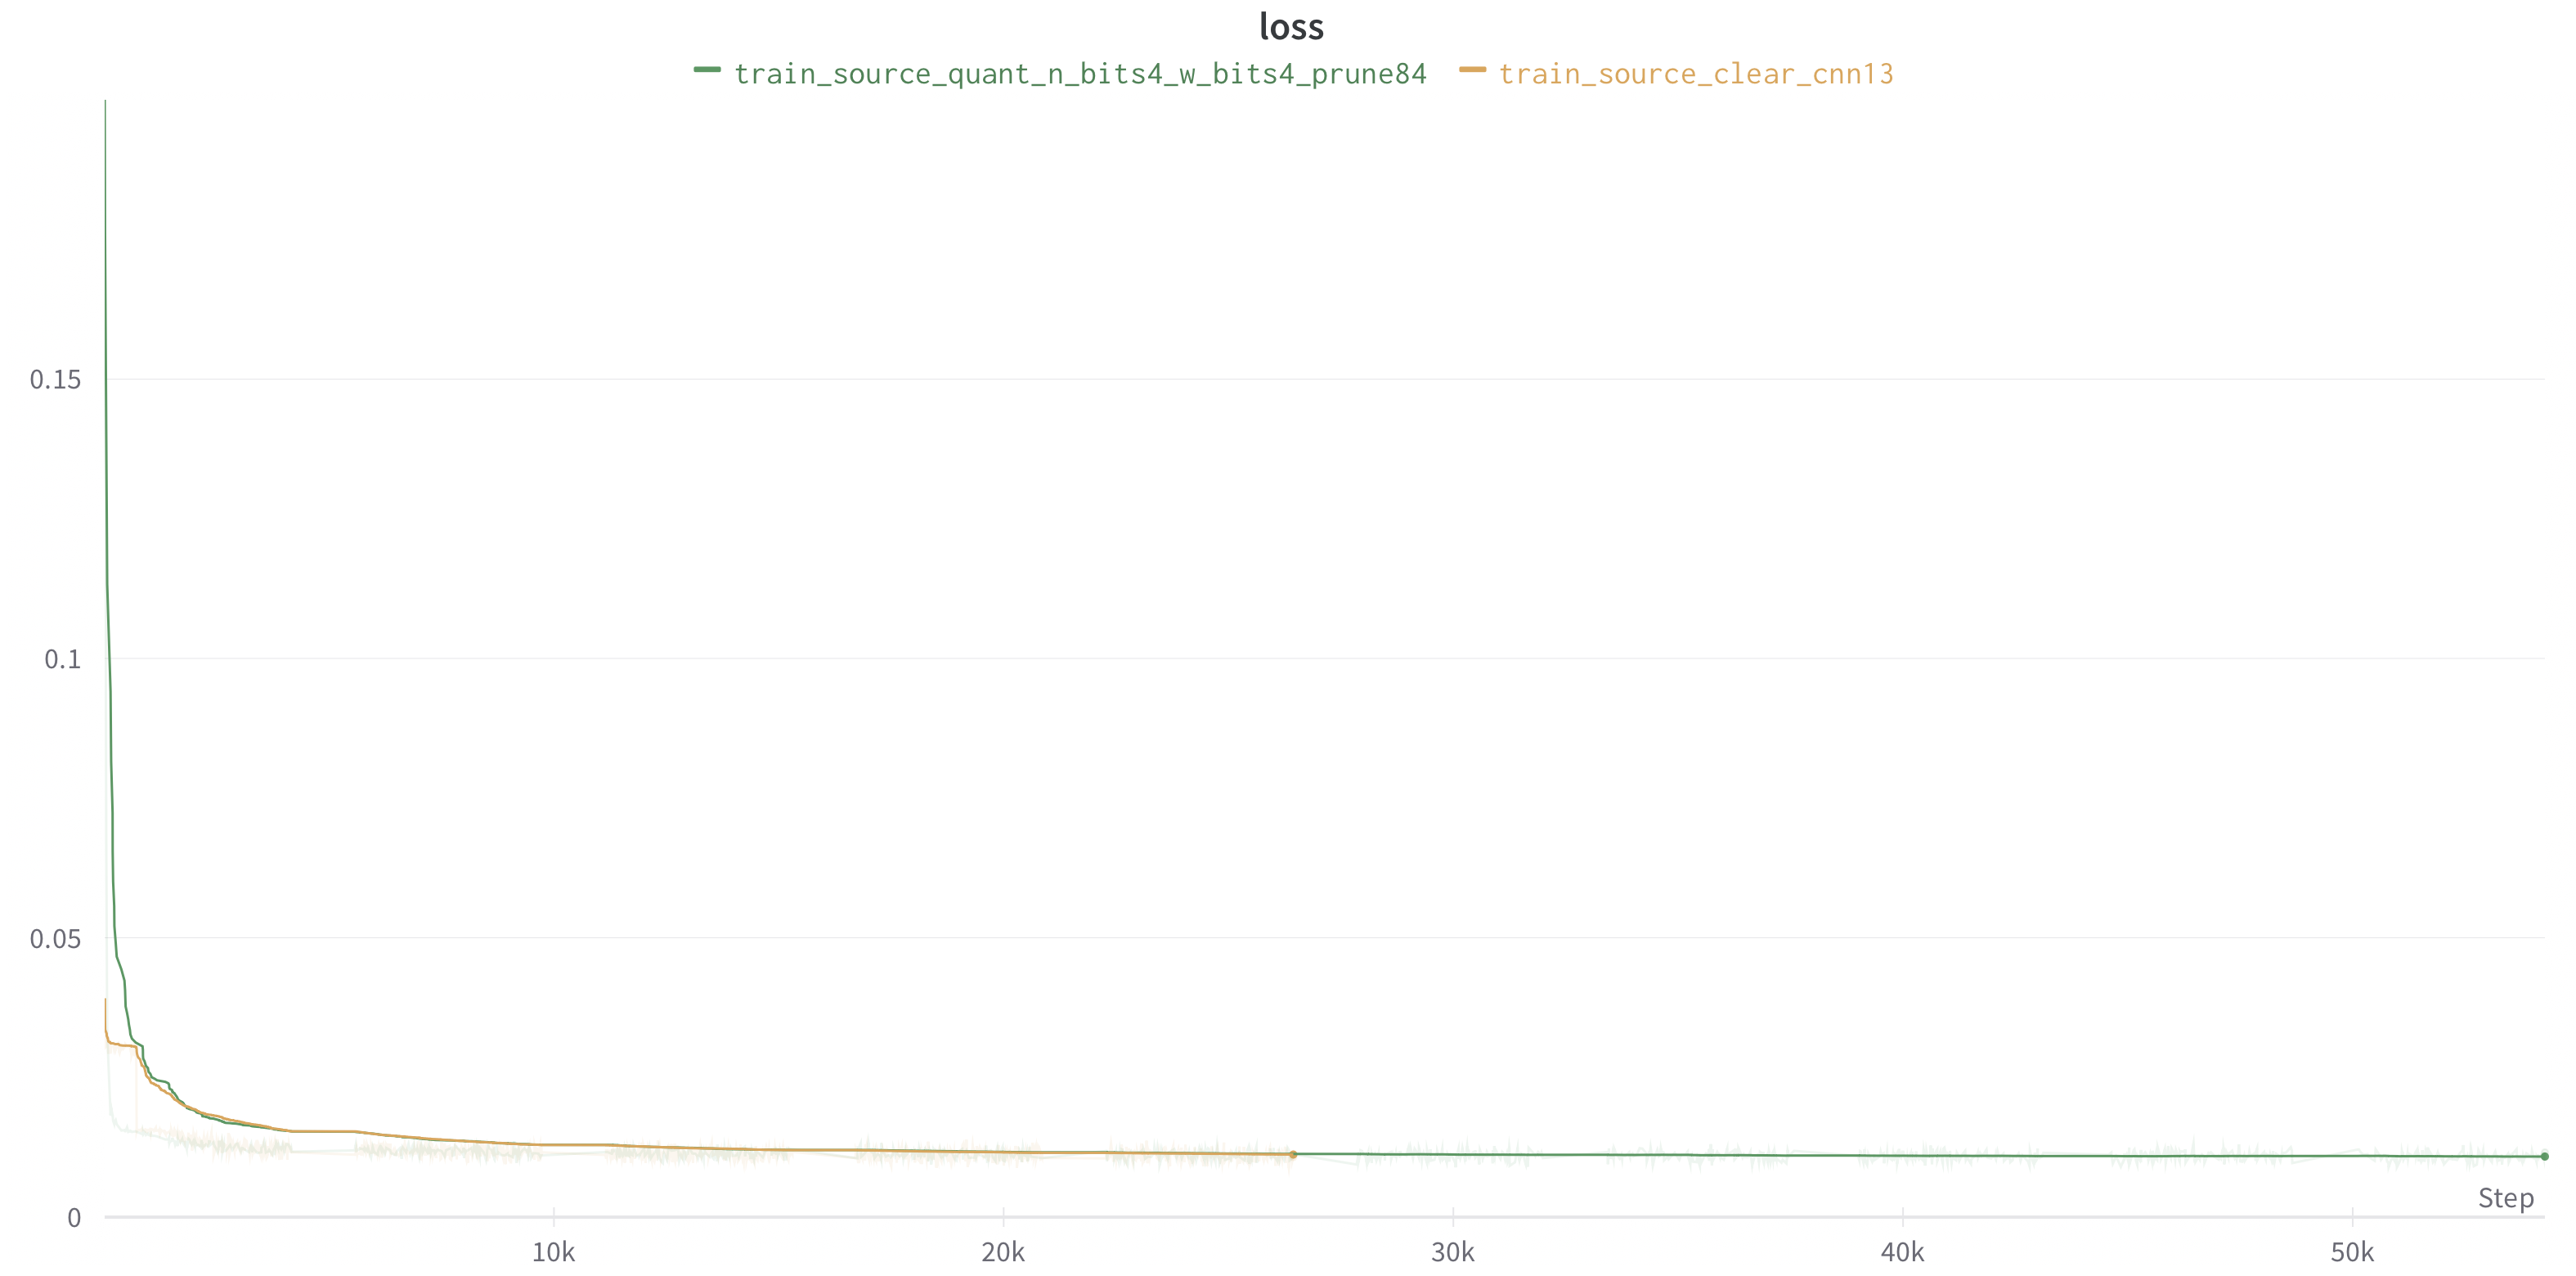 loss
train_source_quant_n_bits4_w_bits4_prune84 train_source_clear_cnn13
0.15
0.1
0.05
0
Step
10k 20k 30k 40k 50k